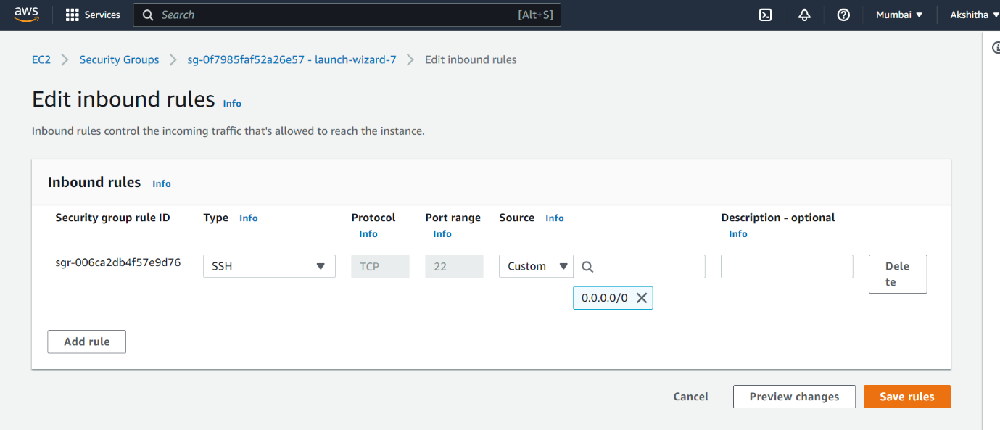 aws Services Search [Alt+S] Mumbai Akshitha
EC2 Security Groups sg-0f7985faf52a26e57 - launch-wizard-7 Edit inbound rules
Edit inbound rules Info
Inbound rules control the incoming traffic that's allowed to reach the instance.
Inbound rules Info
Security group rule ID Type Info Protocol Port range Source Info Description - optional
Info Info Info
sgr-006ca2db4f57e9d76 SSH TCP 22 Custom Dele
te
0.0.0.0/0
Add rule
Cancel Preview changes Save rules